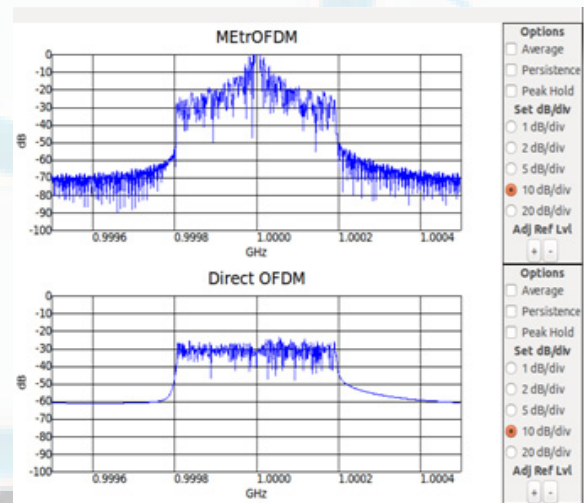 MEtrOFDM
0
-10
-20
-30
-40
-50
-60
-70
-80
-90
-100
dB
0.9996 0.9998 1.0000 1.0002 1.0004
GHz
Options
Average
Persistence
Peak Hold
Set dB/div
1 dB/div
2 dB/div
5 dB/div
10 dB/div
20 dB/div
Adj Ref Lvl
+ -
Direct OFDM
0
-10
-20
-30
-40
-50
-60
-70
-80
-90
-100
dB
0.9996 0.9998 1.0000 1.0002 1.0004
GHz
Options
Average
Persistence
Peak Hold
Set dB/div
1 dB/div
2 dB/div
5 dB/div
10 dB/div
20 dB/div
Adj Ref Lvl
+ -